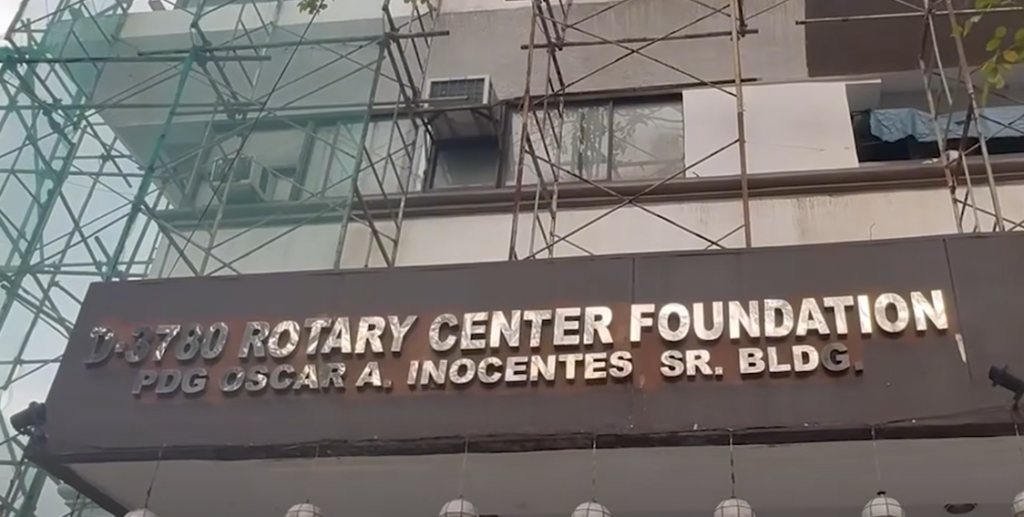 D-3780 ROTARY CENTER FOUNDATION
PDG OSCAR A. INOCENTES SR. BLDG.